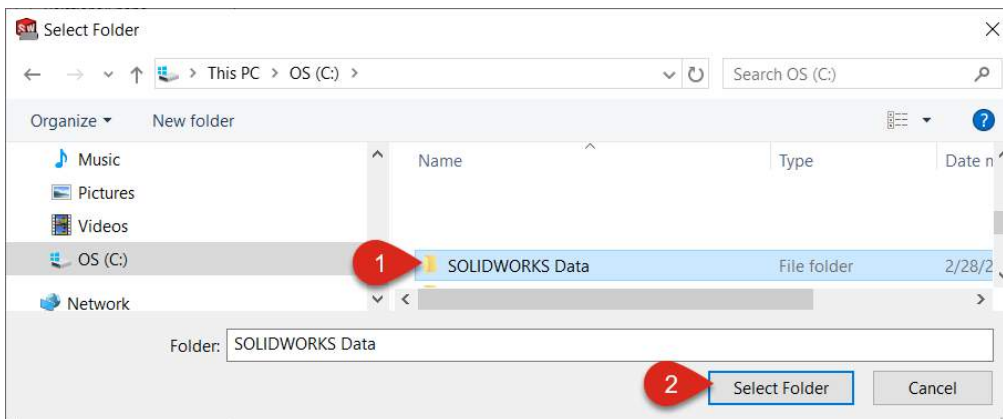 Select Folder
This PC > OS (C:) >
Search OS (C:)
Organize
New folder
Music
Name
Type
Date
Pictures
Videos
OS (C:)
1
SOLIDWORKS Data
File folder
2/28/2
Network
Folder: SOLIDWORKS Data
2
Select Folder
Cancel